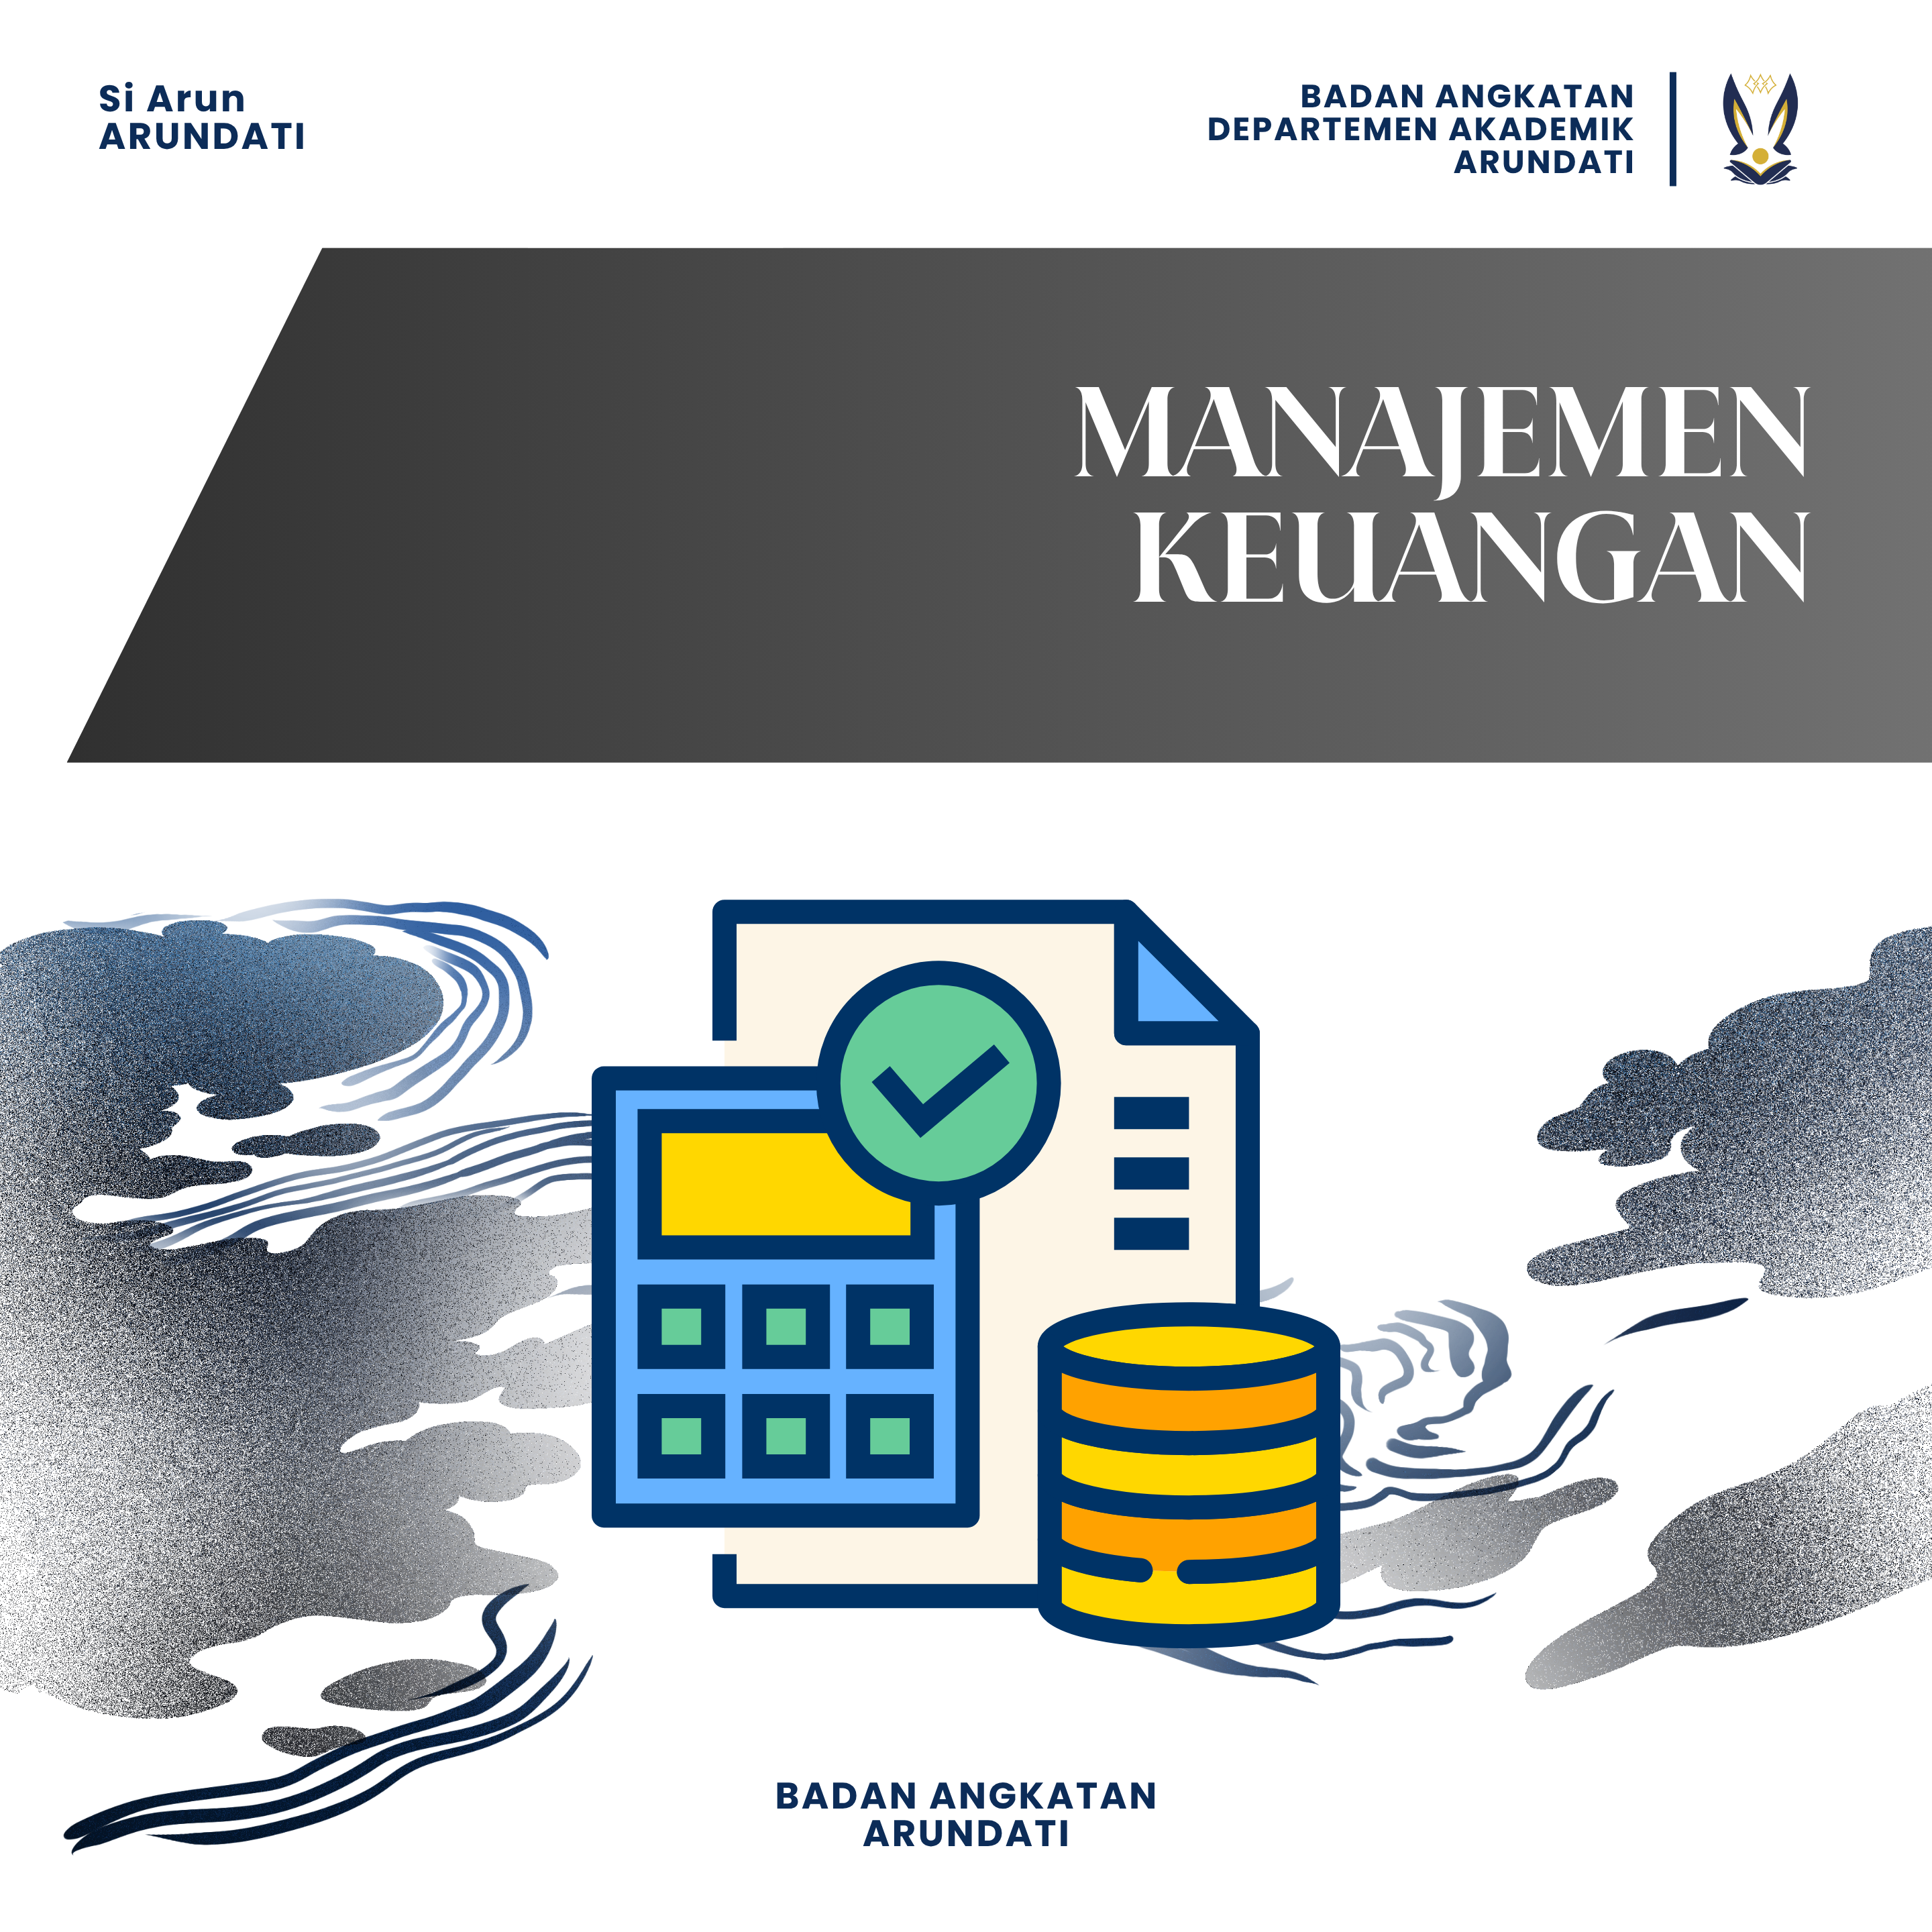 Si Arun
ARUNDATI
BADAN ANGKATAN
DEPARTEMEN AKADEMIK
ARUNDATI
MANAJEMEN
KEUANGAN
BADAN ANGKATAN
ARUNDATI